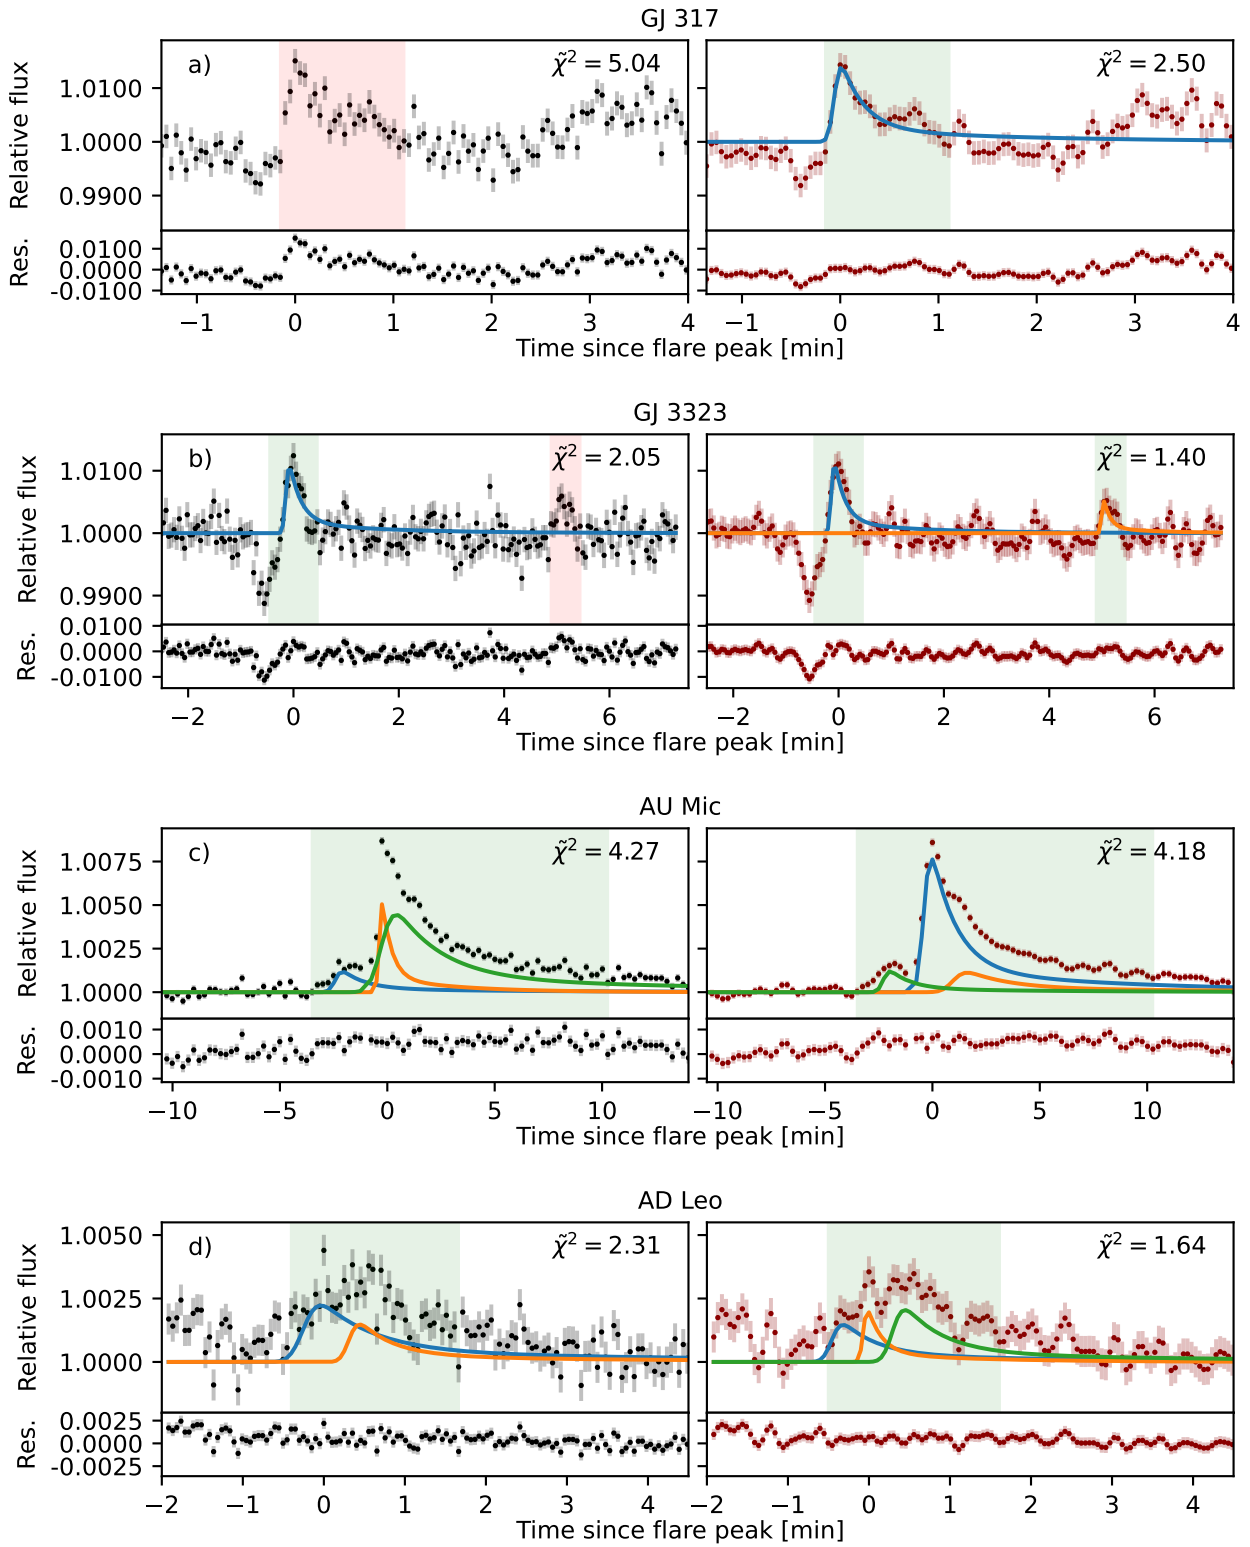 GJ 317
a)
χ̃² = 5.04
χ̃² = 2.50
Relative flux
1.0100
1.0000
0.9900
Res.
0.0100
0.0000
-0.0100
−1 0 1 2 3 4
−1 0 1 2 3 4
Time since flare peak [min]
GJ 3323
b)
χ̃² = 2.05
χ̃² = 1.40
Relative flux
1.0100
1.0000
0.9900
Res.
0.0100
0.0000
-0.0100
−2 0 2 4 6
−2 0 2 4 6
Time since flare peak [min]
AU Mic
c)
χ̃² = 4.27
χ̃² = 4.18
Relative flux
1.0075
1.0050
1.0025
1.0000
Res.
0.0010
0.0000
-0.0010
−10 −5 0 5 10
−10 −5 0 5 10
Time since flare peak [min]
AD Leo
d)
χ̃² = 2.31
χ̃² = 1.64
Relative flux
1.0050
1.0025
1.0000
Res.
0.0025
0.0000
-0.0025
−2 −1 0 1 2 3 4
−2 −1 0 1 2 3 4
Time since flare peak [min]